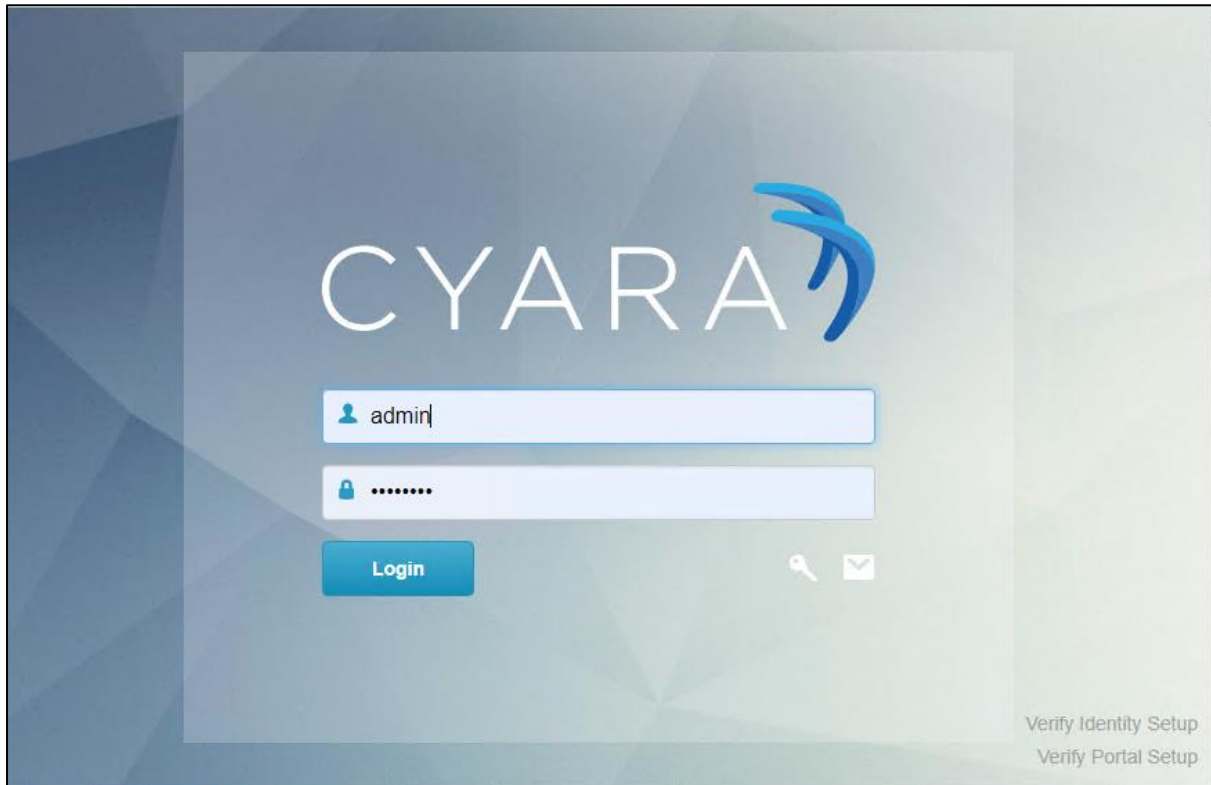 CYARA
admin
••••••••
Login
Verify Identity Setup
Verify Portal Setup